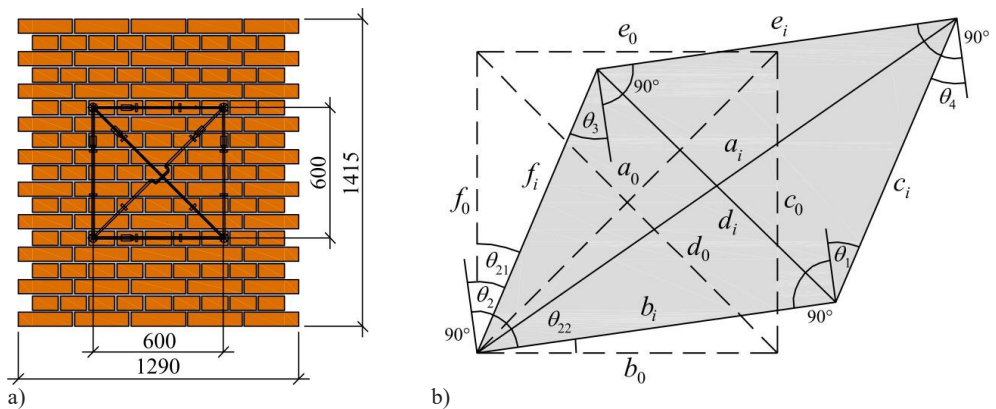 600
1415
600
1290
a)
e₀
eᵢ
90°
90°
θ₃
θ₄
a₀
aᵢ
fᵢ
f₀
cᵢ
c₀
dᵢ
d₀
θ₂₁
θ₁
θ₂
θ₂₂
bᵢ
90°
90°
b₀
b)